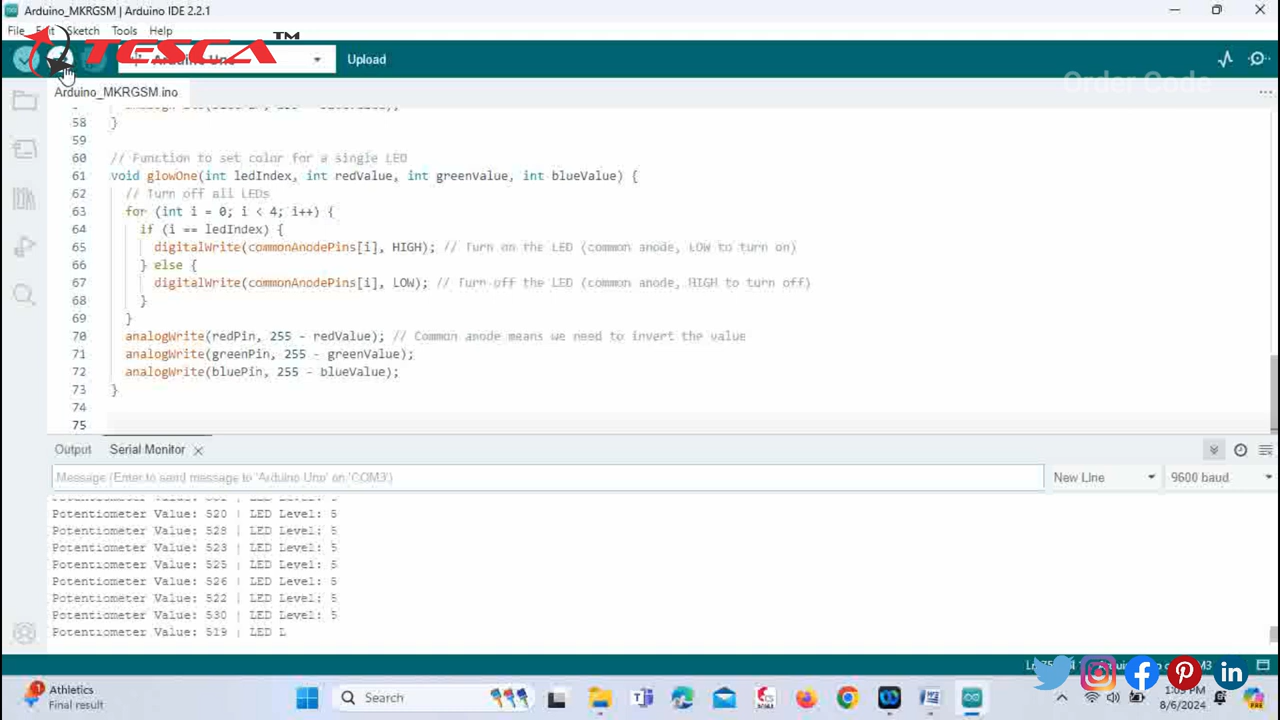 Arduino_MKRGSM | Arduino IDE 2.2.1
File Edit Sketch Tools Help
TESCA TM
Arduino Uno
Upload
Order Code
Arduino_MKRGSM.ino
58 }
59
60 // Function to set color for a single LED
61 void glowOne(int ledIndex, int redValue, int greenValue, int blueValue) {
62 // Turn off all LEDs
63 for (int i = 0; i < 4; i++) {
64 if (i == ledIndex) {
65 digitalWrite(commonAnodePins[i], HIGH); // Turn on the LED (common anode, LOW to turn on)
66 } else {
67 digitalWrite(commonAnodePins[i], LOW); // Turn off the LED (common anode, HIGH to turn off)
68 }
69 }
70 analogWrite(redPin, 255 - redValue); // Common anode means we need to invert the value
71 analogWrite(greenPin, 255 - greenValue);
72 analogWrite(bluePin, 255 - blueValue);
73 }
74
75
Output Serial Monitor
Message (Enter to send message to 'Arduino Uno' on 'COM3')
New Line 9600 baud
Potentiometer Value: 520 | LED Level: 5
Potentiometer Value: 528 | LED Level: 5
Potentiometer Value: 523 | LED Level: 5
Potentiometer Value: 525 | LED Level: 5
Potentiometer Value: 526 | LED Level: 5
Potentiometer Value: 522 | LED Level: 5
Potentiometer Value: 530 | LED Level: 5
Potentiometer Value: 519 | LED L
Athletics
Final result
1
Search
in
8/6/2024